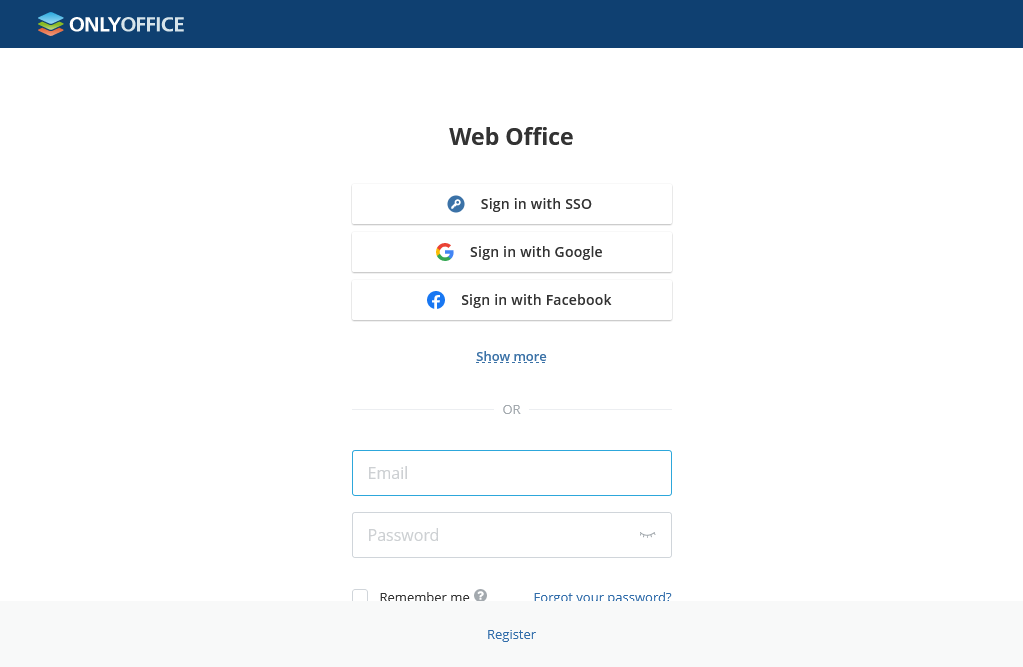 ONLYOFFICE
Web Office
Sign in with SSO
Sign in with Google
Sign in with Facebook
Show more
OR
Email
Password
Remember me ? Forgot your password?
Register